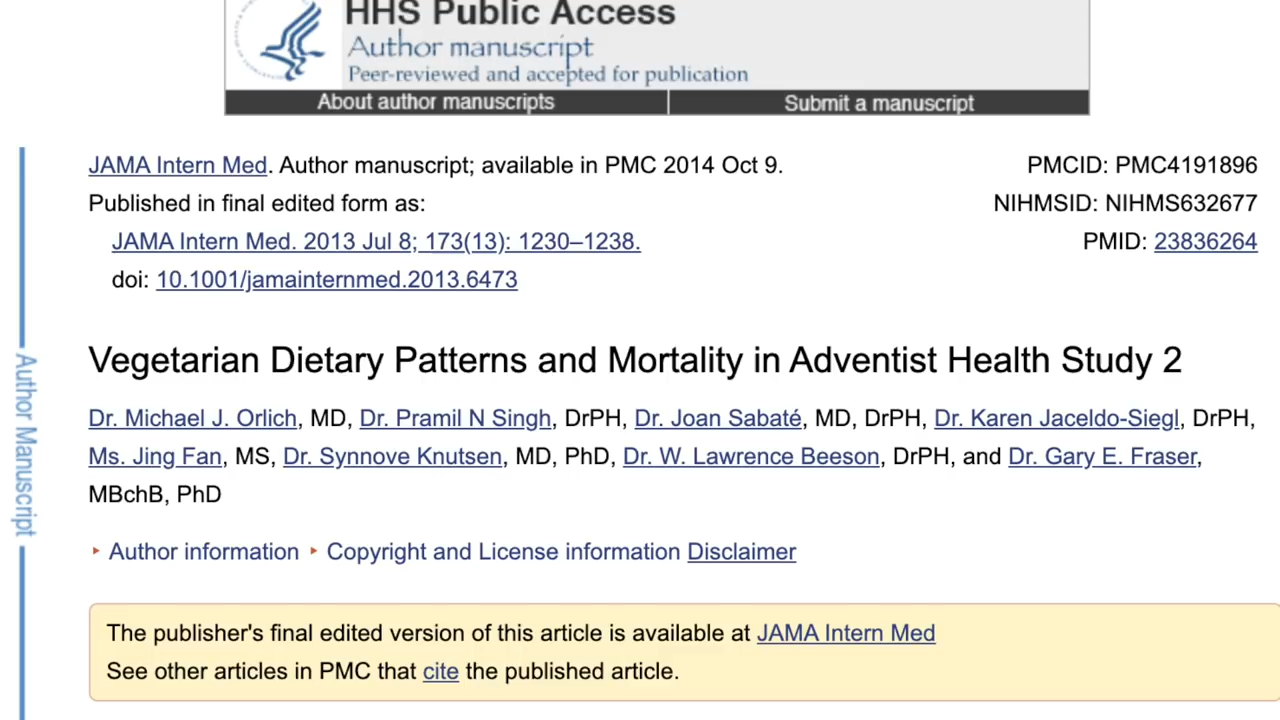 HHS Public Access
Author manuscript
Peer-reviewed and accepted for publication
About author manuscripts
Submit a manuscript
JAMA Intern Med. Author manuscript; available in PMC 2014 Oct 9.
PMCID: PMC4191896
Published in final edited form as:
NIHMSID: NIHMS632677
JAMA Intern Med. 2013 Jul 8; 173(13): 1230–1238.
PMID: 23836264
doi: 10.1001/jamainternmed.2013.6473
Vegetarian Dietary Patterns and Mortality in Adventist Health Study 2
Dr. Michael J. Orlich, MD, Dr. Pramil N Singh, DrPH, Dr. Joan Sabaté, MD, DrPH, Dr. Karen Jaceldo-Siegl, DrPH,
Ms. Jing Fan, MS, Dr. Synnove Knutsen, MD, PhD, Dr. W. Lawrence Beeson, DrPH, and Dr. Gary E. Fraser,
MBchB, PhD
Author Manuscript
Author information Copyright and License information Disclaimer
The publisher's final edited version of this article is available at JAMA Intern Med
See other articles in PMC that cite the published article.